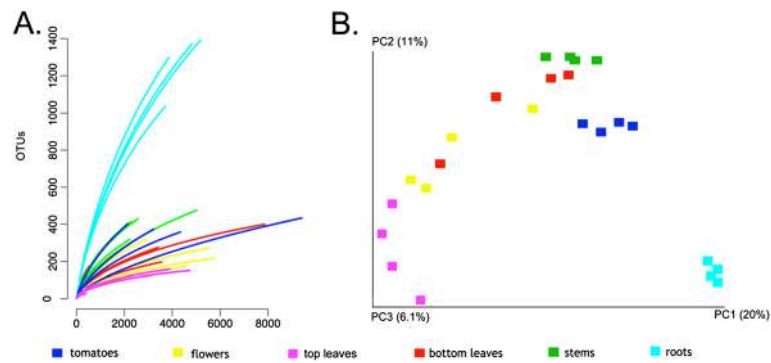 A.
B.
1400
1200
1000
800
600
400
200
0
OTUs
0 2000 4000 6000 8000
PC2 (11%)
PC3 (6.1%)
PC1 (20%)
tomatoes flowers top leaves bottom leaves stems roots